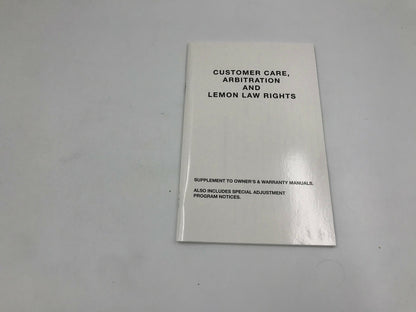 CUSTOMER CARE,
ARBITRATION
AND
LEMON LAW RIGHTS
SUPPLEMENT TO OWNER'S & WARRANTY MANUALS.
ALSO INCLUDES SPECIAL ADJUSTMENT
PROGRAM NOTICES.